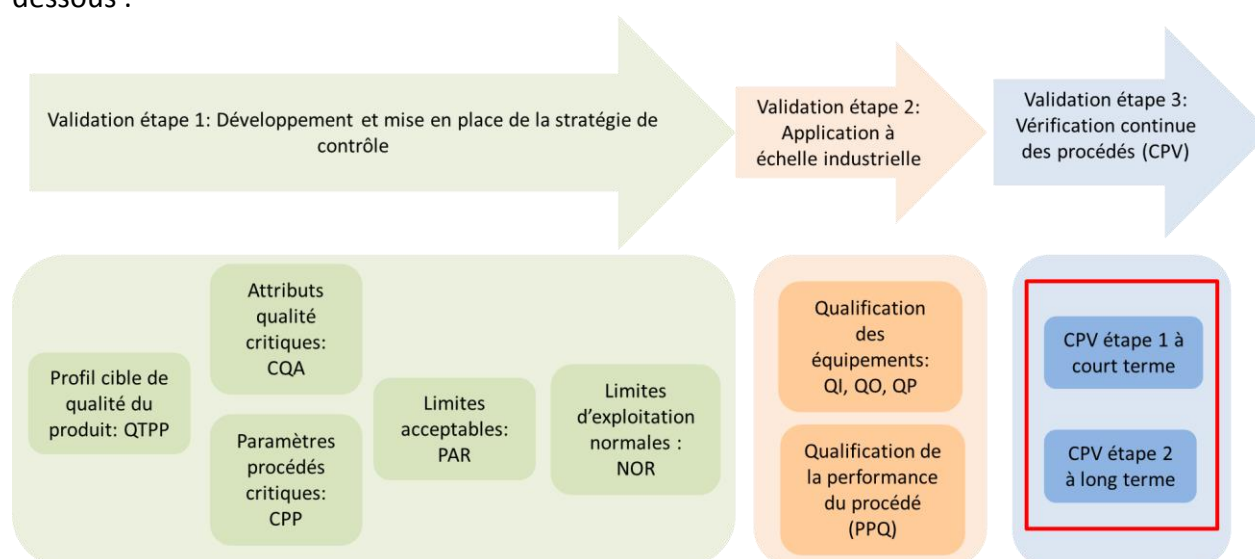 dessous :
Validation étape 1: Développement et mise en place de la stratégie de
contrôle
Validation étape 2:
Application à
échelle industrielle
Validation étape 3:
Vérification continue
des procédés (CPV)
Profil cible de
qualité du
produit: QTPP
Attributs
qualité
critiques:
CQA
Paramètres
procédés
critiques:
CPP
Limites
acceptables:
PAR
Limites
d'exploitation
normales :
NOR
Qualification
des
équipements:
QI, QO, QP
Qualification de
la performance
du procédé
(PPQ)
CPV étape 1 à
court terme
CPV étape 2
à long terme